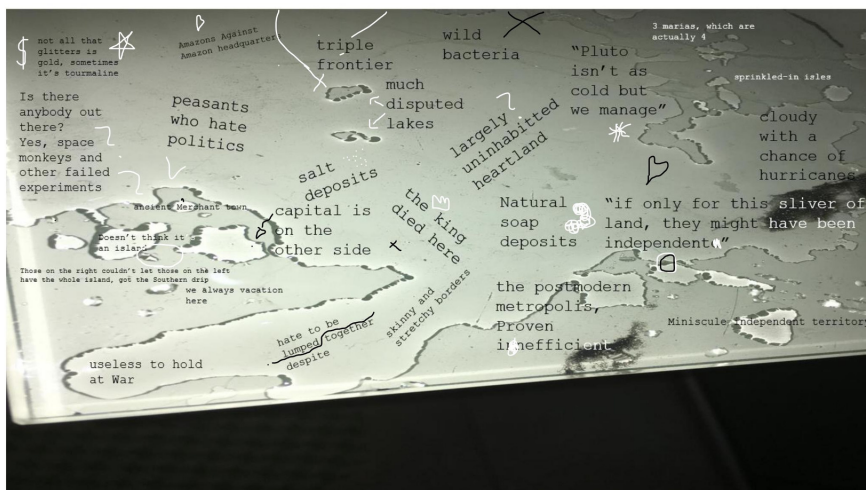 not all that
glitters is
gold, sometimes
it's tourmaline
Amazons Against
Amazon headquarters
triple
frontier
wild
bacteria
3 marias, which are
actually 4
"Pluto
isn't as
cold but
we manage"
sprinkled-in isles
Is there
anybody out
there?
Yes, space
monkeys and
other failed
experiments
peasants
who hate
politics
much
disputed
lakes
largely
uninhabitted
heartland
cloudy
with a
chance of
hurricanes
salt
deposits
ancient Merchant town
capital is
on the
other side
the king
died here
Natural
soap
deposits
"if only for this sliver of
land, they might have been
independent"
Doesn't think it
an island
Those on the right couldn't let those on the left
have the whole island, got the Southern drip
we always vacation
here
skinny and
stretchy borders
the postmodern
metropolis,
Proven
innefficient
Miniscule independent territory
hate to be
lumped together
despite
useless to hold
at War